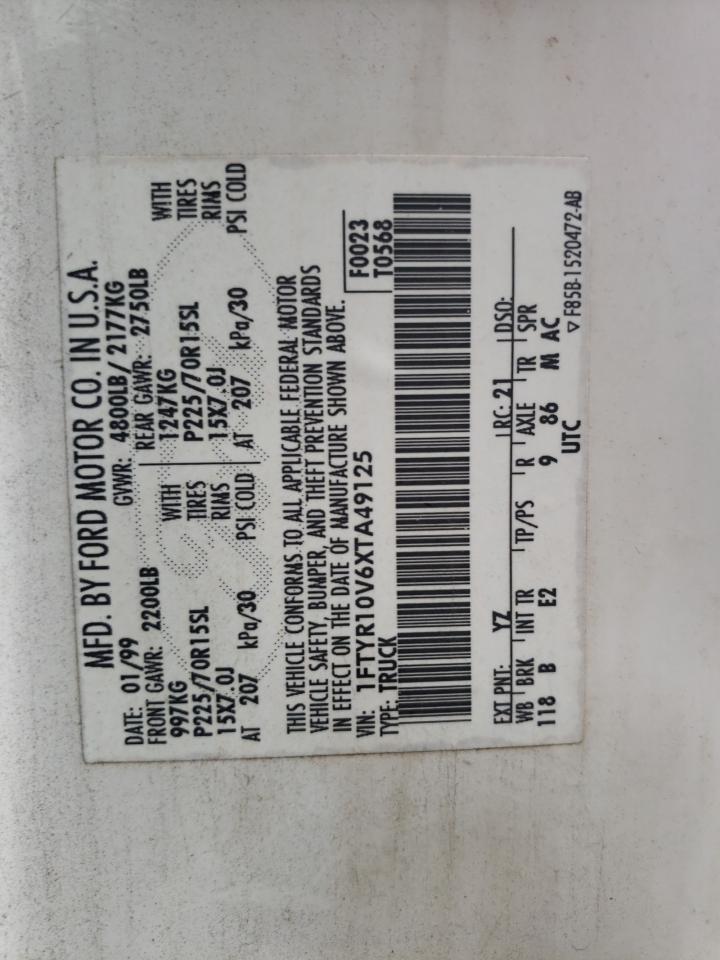 MFD. BY FORD MOTOR CO. IN U.S.A.
DATE: 01/99 GVWR: 4800LB/ 2177KG
FRONT GAWR: 2200LB REAR GAWR: 2750LB
997KG WITH 1247KG WITH
P225/70R15SL TIRES P225/70R15SL TIRES
15X7.0J RIMS 15X7.0J RIMS
AT 207 kPa/30 PSI COLD AT 207 kPa/30 PSI COLD
THIS VEHICLE CONFORMS TO ALL APPLICABLE FEDERAL MOTOR
VEHICLE SAFETY, BUMPER, AND THEFT PREVENTION STANDARDS
IN EFFECT ON THE DATE OF MANUFACTURE SHOWN ABOVE.
VIN: 1FTYR10V6XTA49125 F0023
TYPE: TRUCK T0568
EXT PNT: YZ RC: 21 DSO:
WB BRK INT TR TP/PS R AXLE TR SPR
118 B E2 9 86 M AC
UTC
▽ F85B-1520472-AB